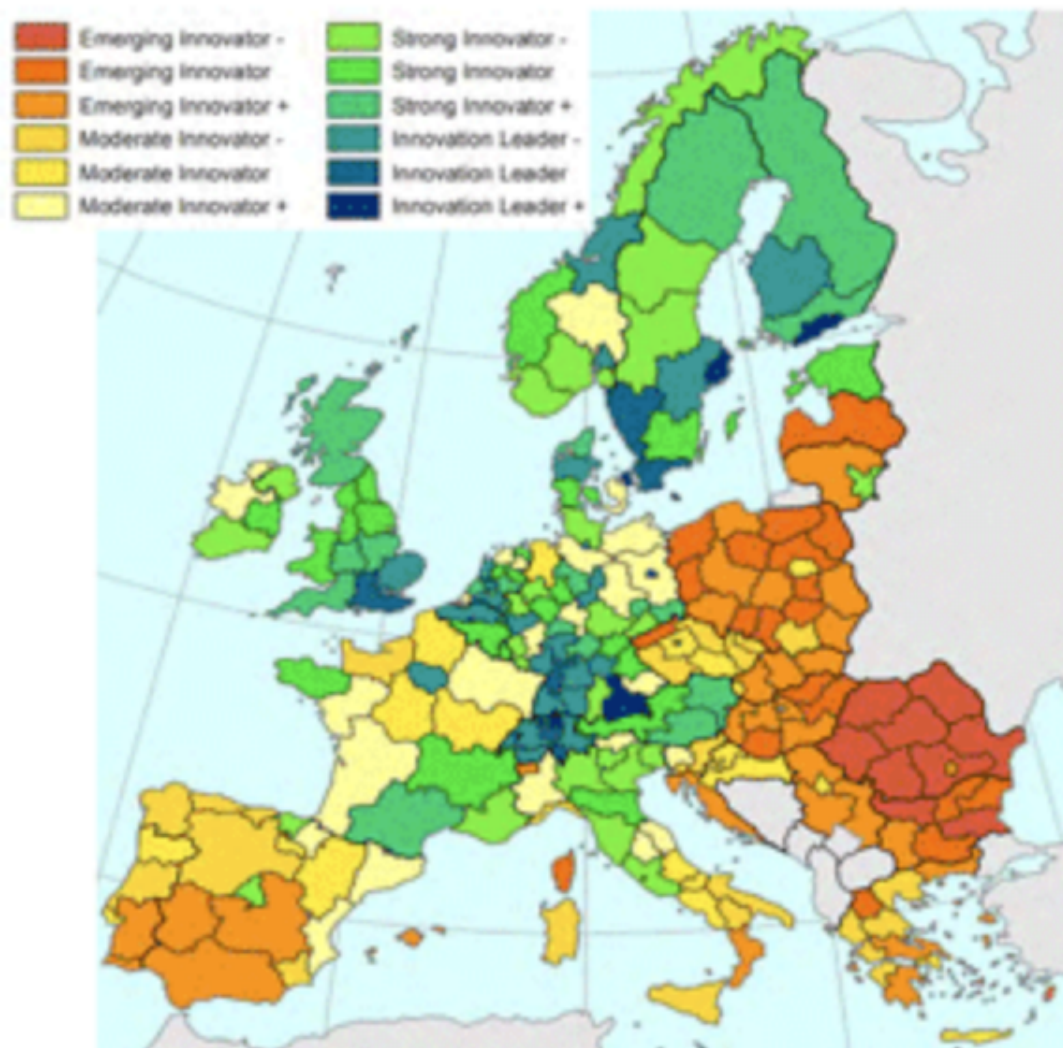 Emerging Innovator -
Emerging Innovator
Emerging Innovator +
Moderate Innovator -
Moderate Innovator
Moderate Innovator +
Strong Innovator -
Strong Innovator
Strong Innovator +
Innovation Leader -
Innovation Leader
Innovation Leader +